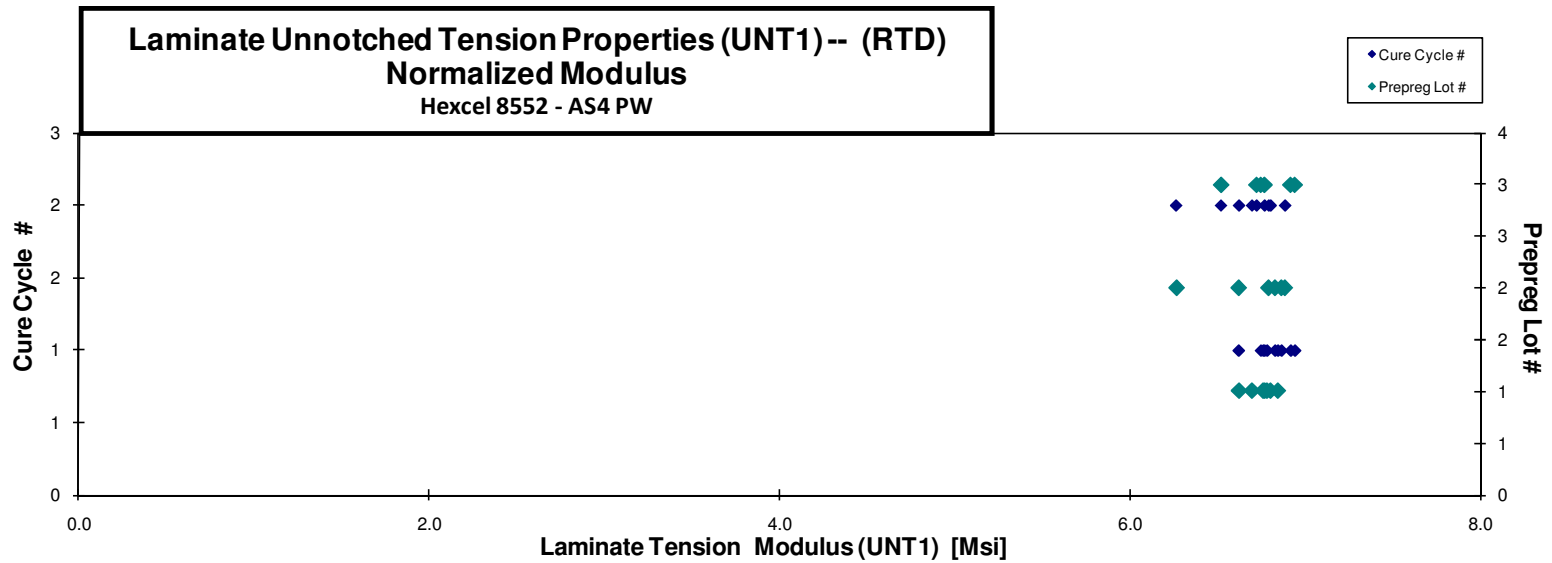 Laminate Unnotched Tension Properties (UNT1) -- (RTD)
Normalized Modulus
Hexcel 8552 - AS4 PW
Cure Cycle #
Prepreg Lot #
3
2
2
1
1
0
Cure Cycle #
4
3
3
2
2
1
1
0
Prepreg Lot #
0.0
2.0
4.0
6.0
8.0
Laminate Tension Modulus (UNT1) [Msi]